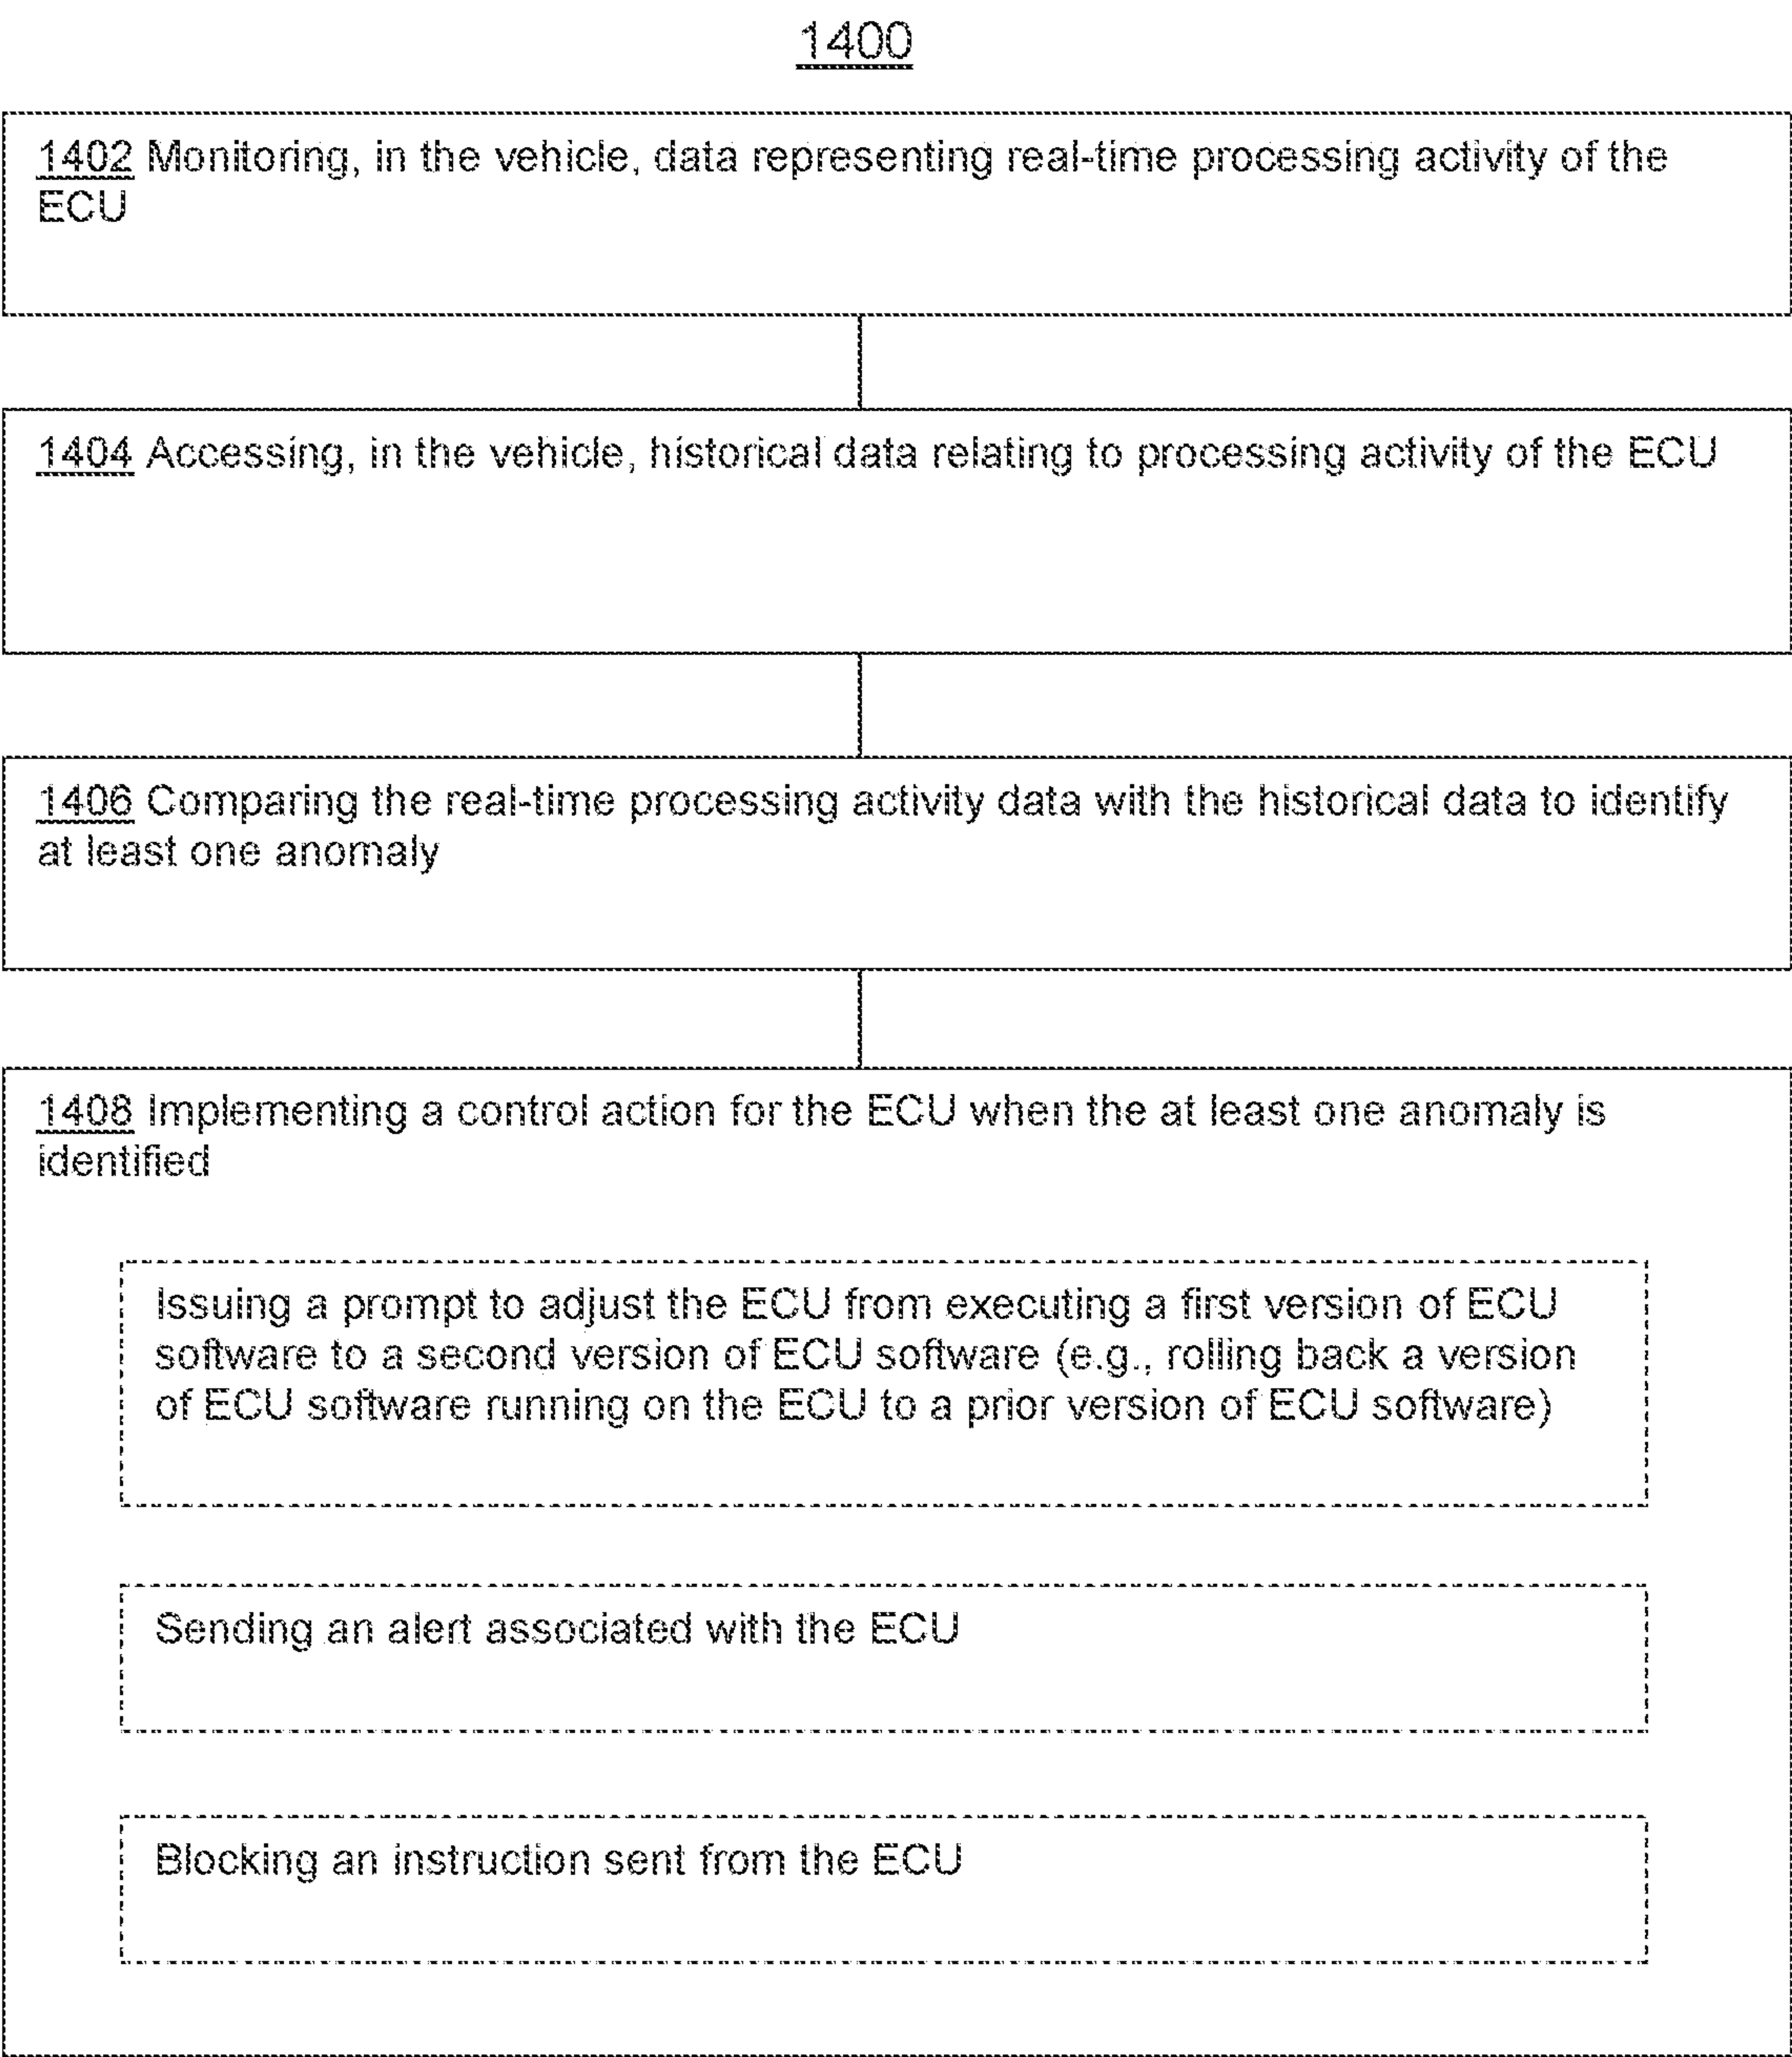 1400
1402 Monitoring, in the vehicle, data representing real-time processing activity of the
ECU
1404 Accessing, in the vehicle, historical data relating to processing activity of the ECU
1406 Comparing the real-time processing activity data with the historical data to identify
at least one anomaly
1408 Implementing a control action for the ECU when the at least one anomaly is
identified
Issuing a prompt to adjust the ECU from executing a first version of ECU
software to a second version of ECU software (e.g., rolling back a version
of ECU software running on the ECU to a prior version of ECU software)
Sending an alert associated with the ECU
Blocking an instruction sent from the ECU